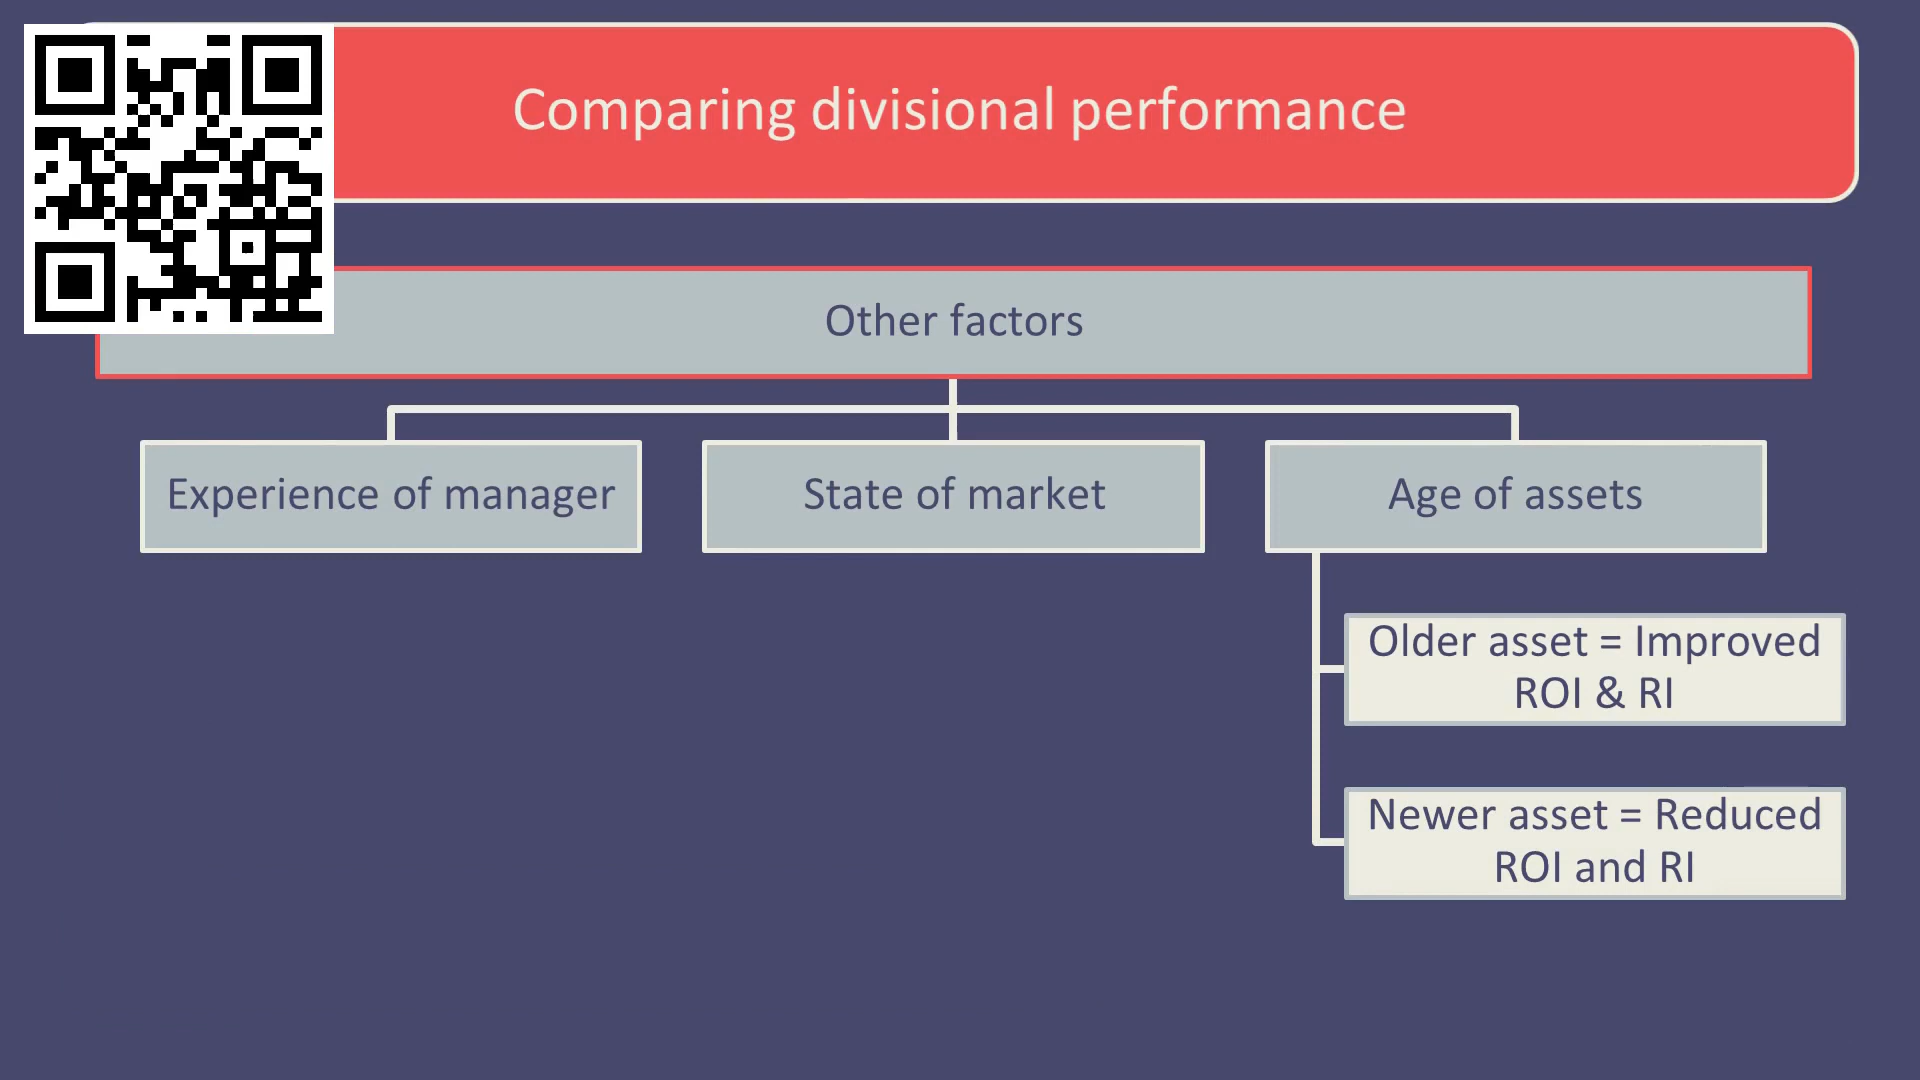 Comparing divisional performance
Other factors
Experience of manager
State of market
Age of assets
Older asset = Improved
ROI & RI
Newer asset = Reduced
ROI and RI